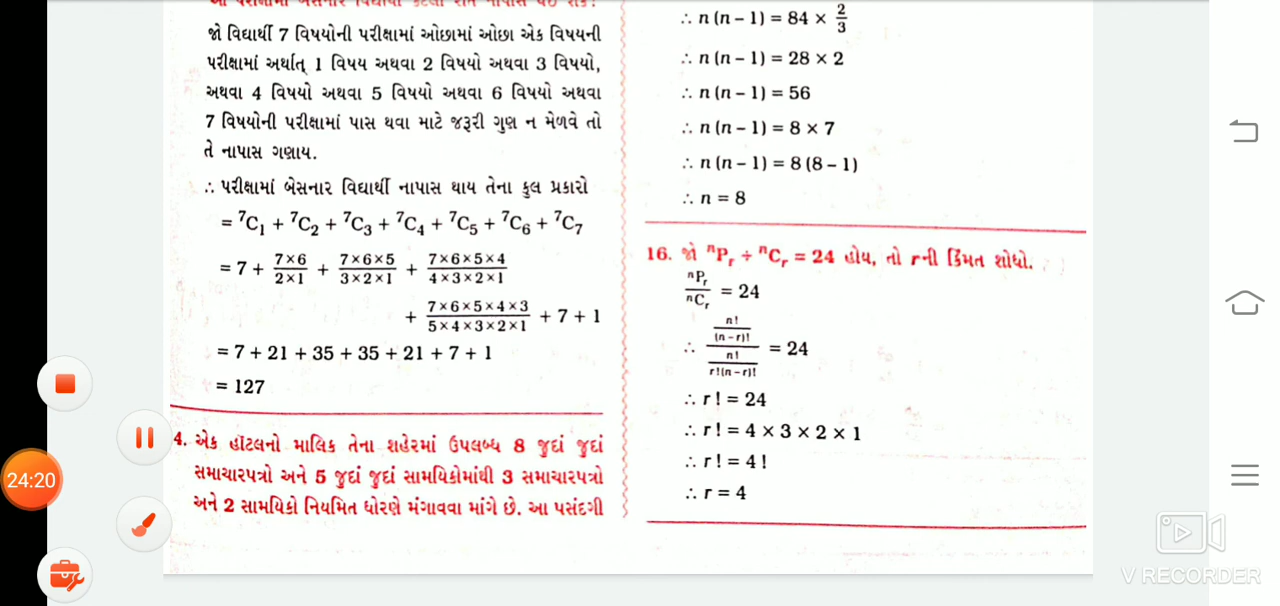 જો વિદ્યાર્થી 7 વિષયોની પરીક્ષામાં ઓછામાં ઓછા એક વિષયની
પરીક્ષામાં અર્થાત્ 1 વિષય અથવા 2 વિષયો અથવા 3 વિષયો,
અથવા 4 વિષયો અથવા 5 વિષયો અથવા 6 વિષયો અથવા
7 વિષયોની પરીક્ષામાં પાસ થવા માટે જરૂરી ગુણ ન મેળવે તો
તે નાપાસ ગણાય.
∴ પરીક્ષામાં બેસનાર વિદ્યાર્થી નાપાસ થાય તેના કુલ પ્રકારો
= ⁷C₁ + ⁷C₂ + ⁷C₃ + ⁷C₄ + ⁷C₅ + ⁷C₆ + ⁷C₇
= 7 + 7×6/2×1 + 7×6×5/3×2×1 + 7×6×5×4/4×3×2×1
+ 7×6×5×4×3/5×4×3×2×1 + 7 + 1
= 7 + 21 + 35 + 35 + 21 + 7 + 1
= 127
4. એક હૉટલનો માલિક તેના શહેરમાં ઉપલબ્ધ 8 જુદાં જુદાં
સમાચારપત્રો અને 5 જુદાં જુદાં સામયિકોમાંથી 3 સમાચારપત્રો
અને 2 સામયિકો નિયમિત ધોરણે મંગાવવા માંગે છે. આ પસંદગી
∴ n (n – 1) = 84 × 2/3
∴ n (n – 1) = 28 × 2
∴ n (n – 1) = 56
∴ n (n – 1) = 8 × 7
∴ n (n – 1) = 8 (8 – 1)
∴ n = 8
16. જો ⁿPᵣ ÷ ⁿCᵣ = 24 હોય, તો rની કિંમત શોધો.
ⁿPᵣ/ⁿCᵣ = 24
∴ n!/(n–r)! / n!/r!(n–r)! = 24
∴ r! = 24
∴ r! = 4 × 3 × 2 × 1
∴ r! = 4!
∴ r = 4
24:20
V RECORDER